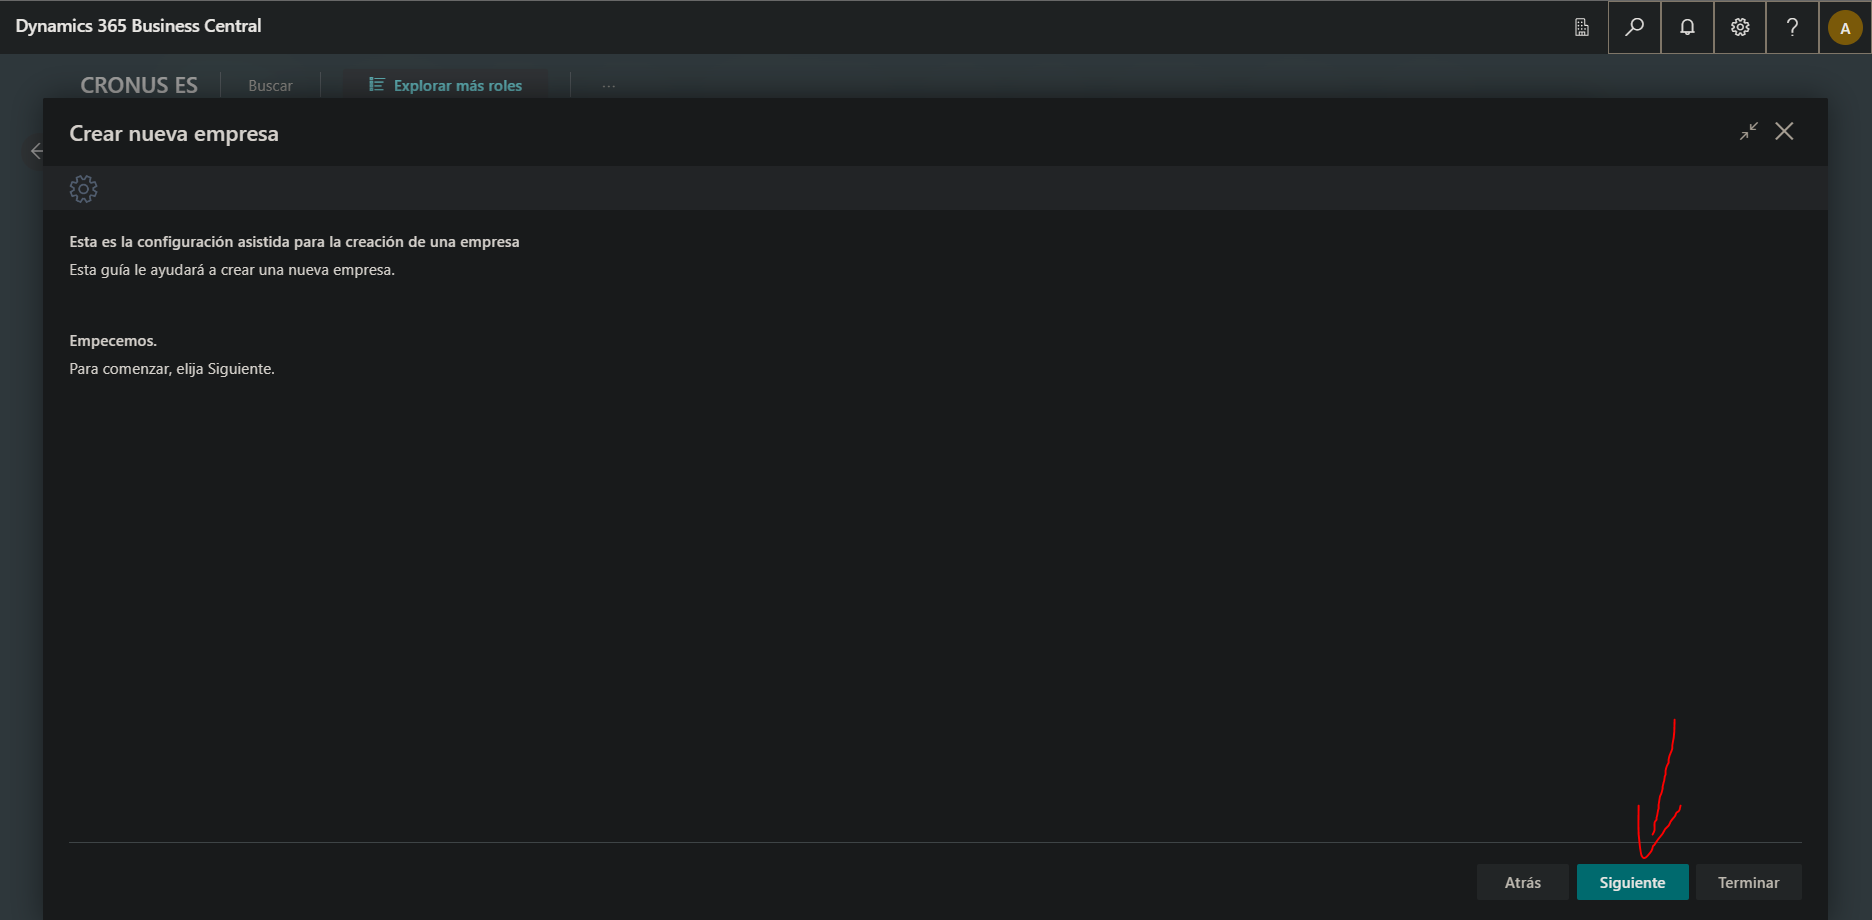 Dynamics 365 Business Central
A
CRONUS ES
Buscar
Explorar más roles
...
Crear nueva empresa
Esta es la configuración asistida para la creación de una empresa
Esta guía le ayudará a crear una nueva empresa.
Empecemos.
Para comenzar, elija Siguiente.
Atrás
Siguiente
Terminar